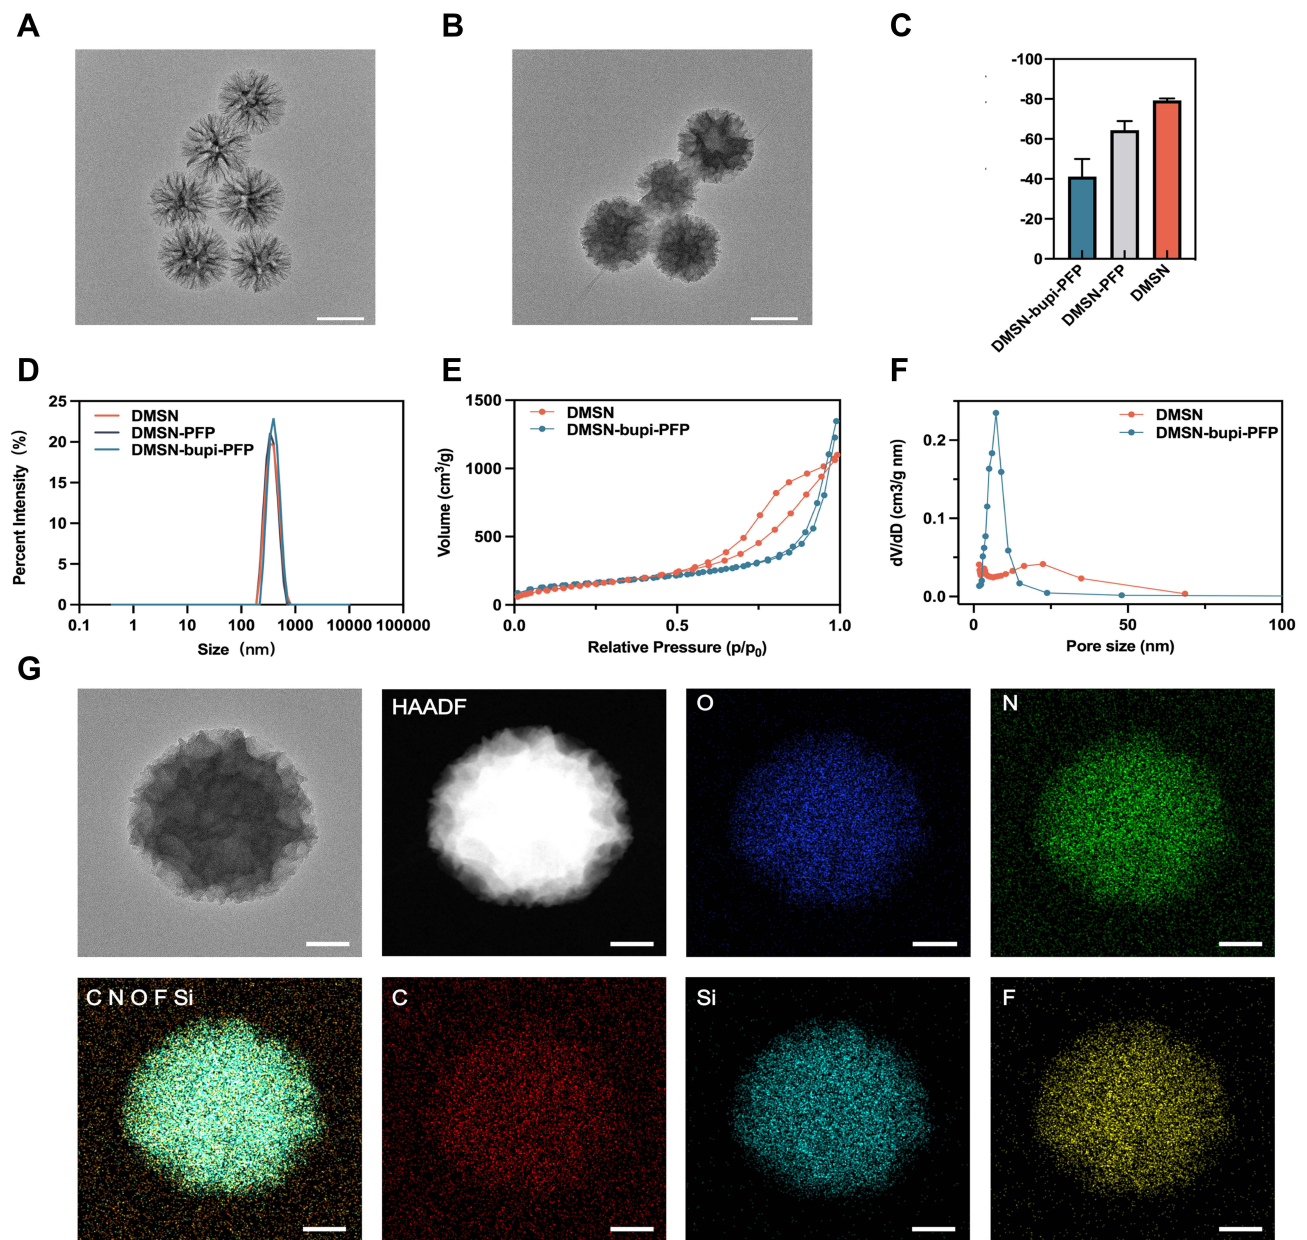 A
B
C
-100
-80
-60
-40
-20
0
DMSN-bupi-PFP
DMSN-PFP
DMSN
D
25
20
15
10
5
0
Percent Intensity (%)
DMSN
DMSN-PFP
DMSN-bupi-PFP
0.1 1 10 100 1000 10000 100000
Size (nm)
E
1500
1000
500
0
Volume (cm³/g)
DMSN
DMSN-bupi-PFP
0.0 0.5 1.0
Relative Pressure (p/p₀)
F
0.2
0.1
0.0
dV/dD (cm3/g nm)
DMSN
DMSN-bupi-PFP
0 50 100
Pore size (nm)
G
HAADF
O
N
C N O F Si
C
Si
F